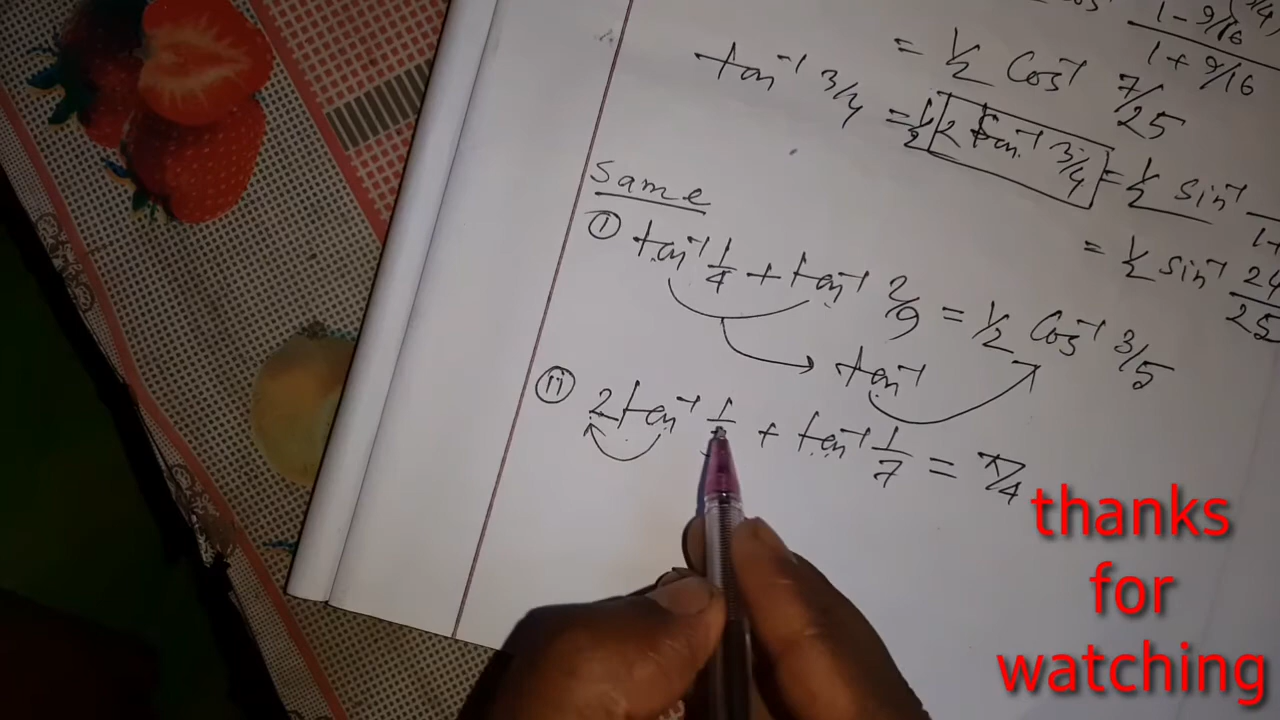 1 - 9/16
1 + 9/16
= 1/2 Cos⁻¹ 7/25
tan⁻¹ 3/4 = 1/2 2 tan⁻¹ 3/4 = 1/2 sin⁻¹
= 1/2 sin⁻¹ 24/25
Same
(i) tan⁻¹ 1/4 + tan⁻¹ 2/9 = 1/2 Cos⁻¹ 3/5
tan⁻¹
(ii) 2 tan⁻¹ 1/ + tan⁻¹ 1/7 = π/4
thanks
for
watching